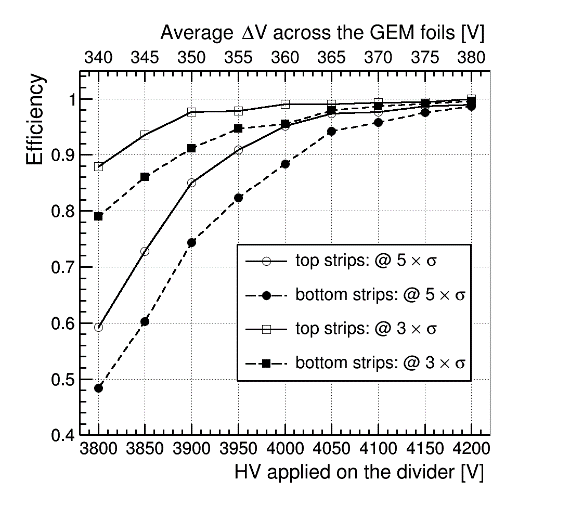 Average ΔV across the GEM foils [V]
340 345 350 355 360 365 370 375 380
Efficiency
1
0.9
0.8
0.7
0.6
0.5
0.4
top strips: @ 5 × σ
bottom strips: @ 5 × σ
top strips: @ 3 × σ
bottom strips: @ 3 × σ
3800 3850 3900 3950 4000 4050 4100 4150 4200
HV applied on the divider [V]